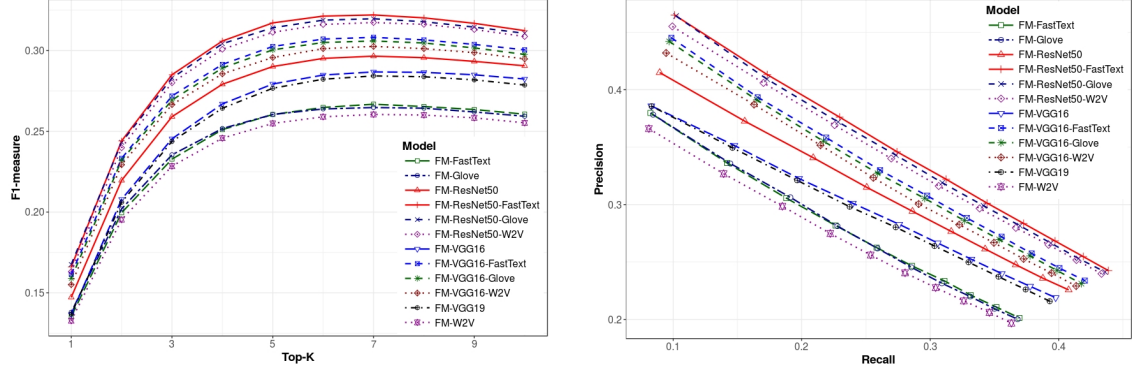 F1-measure
0.30
0.25
0.20
0.15
1
3
5
7
9
Top-K
Model
FM-FastText
FM-Glove
FM-ResNet50
FM-ResNet50-FastText
FM-ResNet50-Glove
FM-ResNet50-W2V
FM-VGG16
FM-VGG16-FastText
FM-VGG16-Glove
FM-VGG16-W2V
FM-VGG19
FM-W2V
Precision
0.4
0.3
0.2
0.1
0.2
0.3
0.4
Recall
Model
FM-FastText
FM-Glove
FM-ResNet50
FM-ResNet50-FastText
FM-ResNet50-Glove
FM-ResNet50-W2V
FM-VGG16
FM-VGG16-FastText
FM-VGG16-Glove
FM-VGG16-W2V
FM-VGG19
FM-W2V